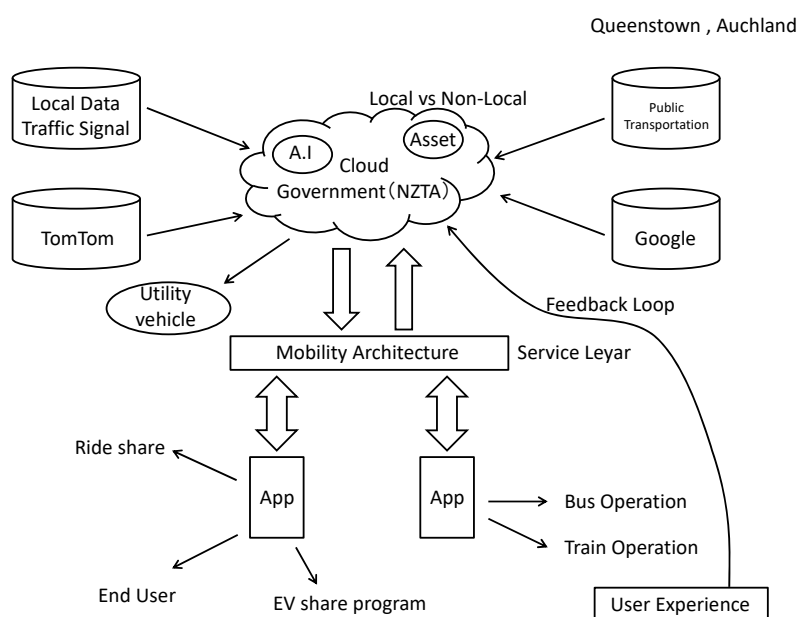 Queenstown , Auchland
Local Data
Traffic Signal
Local vs Non-Local
Public
Transportation
A.I
Asset
Cloud
Government(NZTA)
TomTom
Google
Utility
vehicle
Feedback Loop
Mobility Architecture
Service Leyar
Ride share
App
App
Bus Operation
Train Operation
End User
EV share program
User Experience